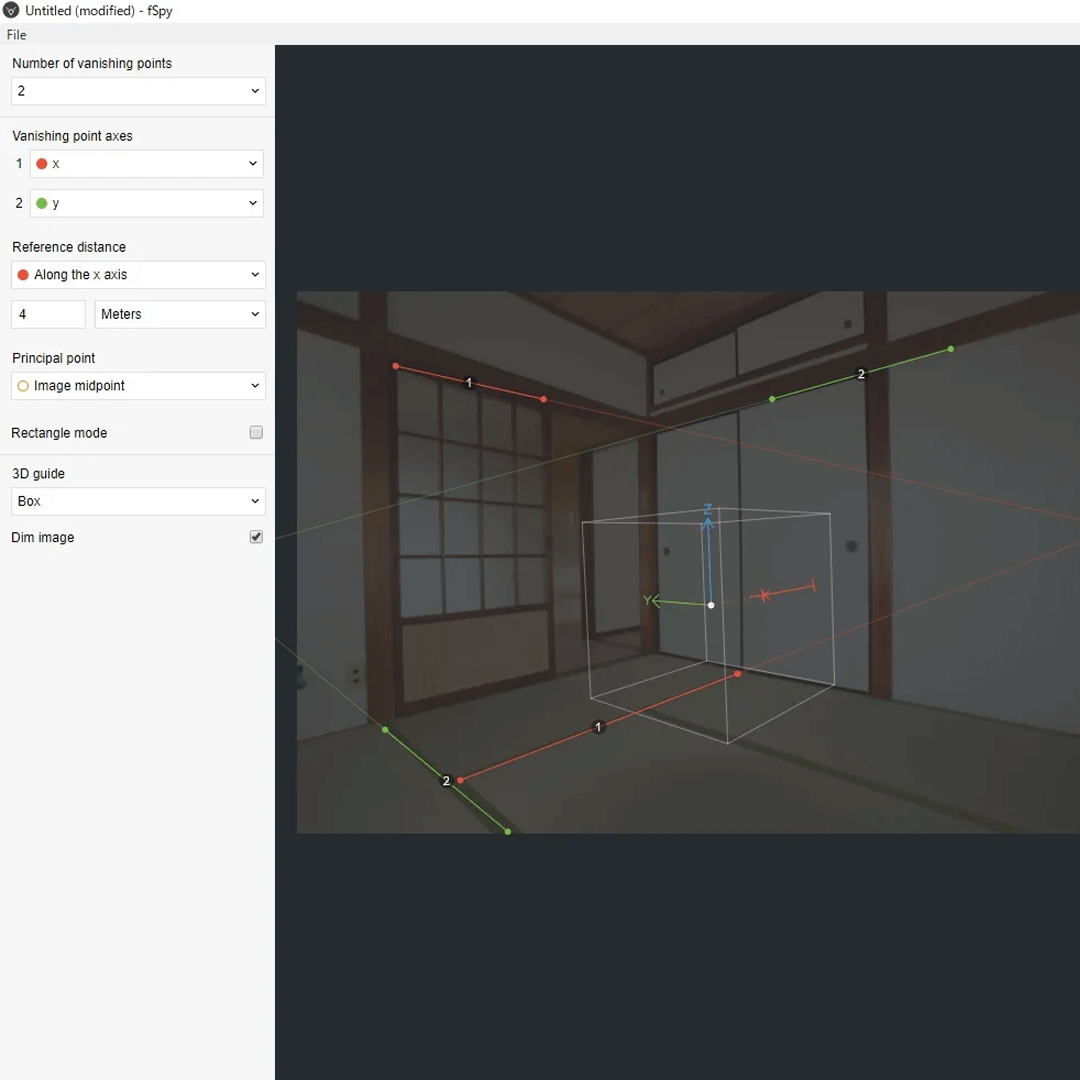 Untitled (modified) - fSpy
File
Number of vanishing points
2
Vanishing point axes
1 x
2 y
Reference distance
Along the x axis
4 Meters
Principal point
Image midpoint
Rectangle mode
3D guide
Box
Dim image
1
2
Z
Y
1
2